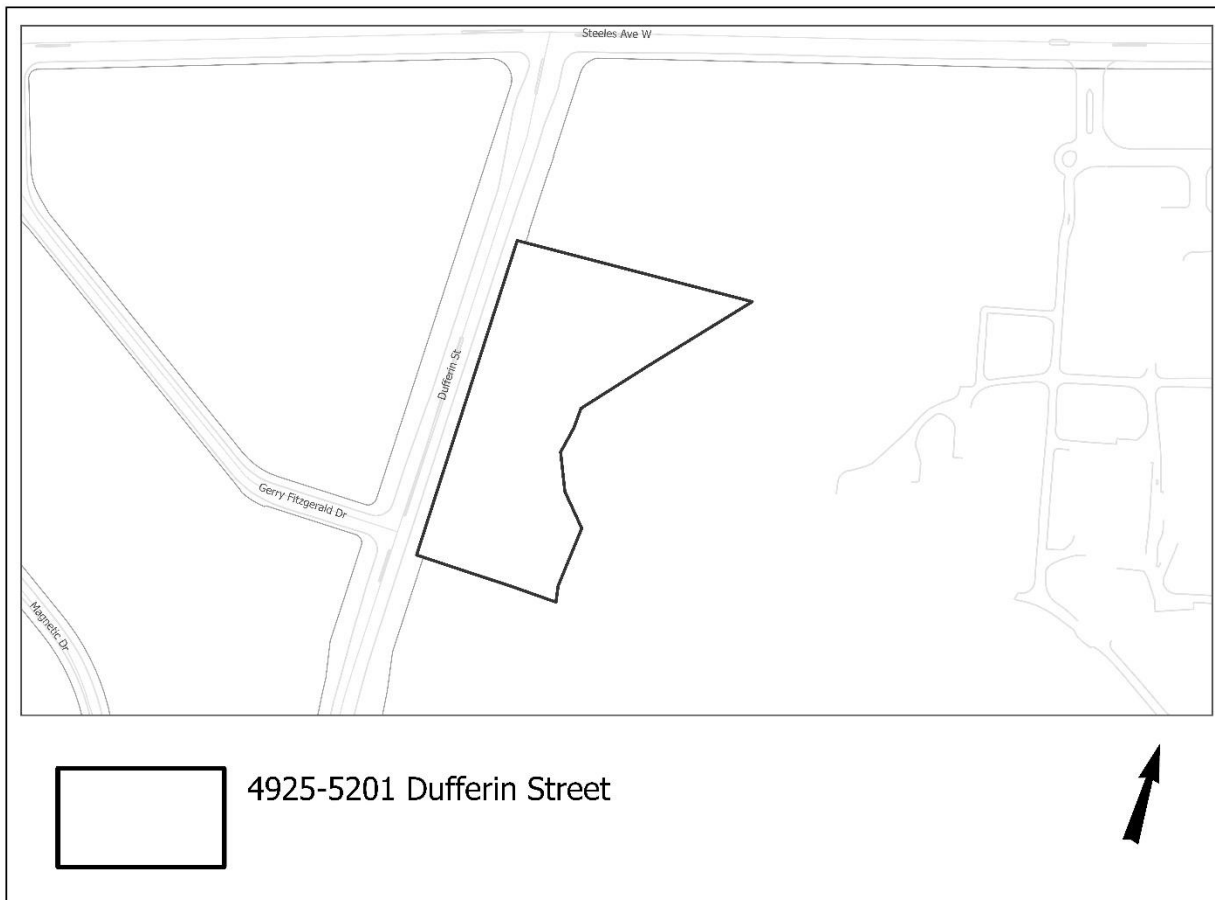 Steeles Ave W
Dufferin St
Gerry Fitzgerald Dr
Magnetic Dr
4925-5201 Dufferin Street